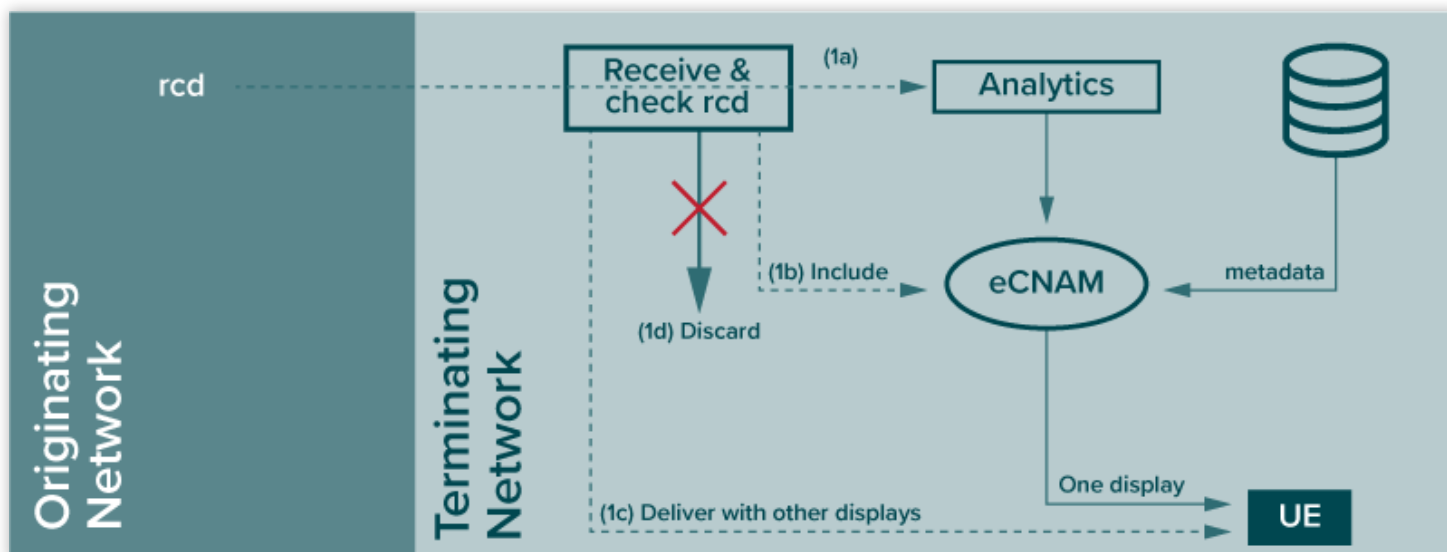 rcd
Receive &
check rcd
(1a)
Analytics
(1b) Include
eCNAM
metadata
(1d) Discard
One display
(1c) Deliver with other displays
UE
Originating
Network
Terminating
Network